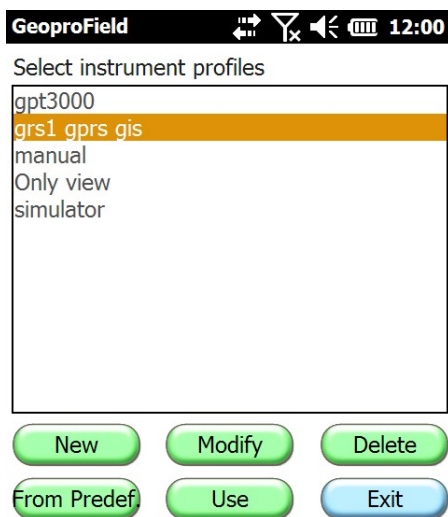 GeoproField 12:00
Select instrument profiles
gpt3000
grs1 gprs gis
manual
Only view
simulator
New Modify Delete
From Predef. Use Exit